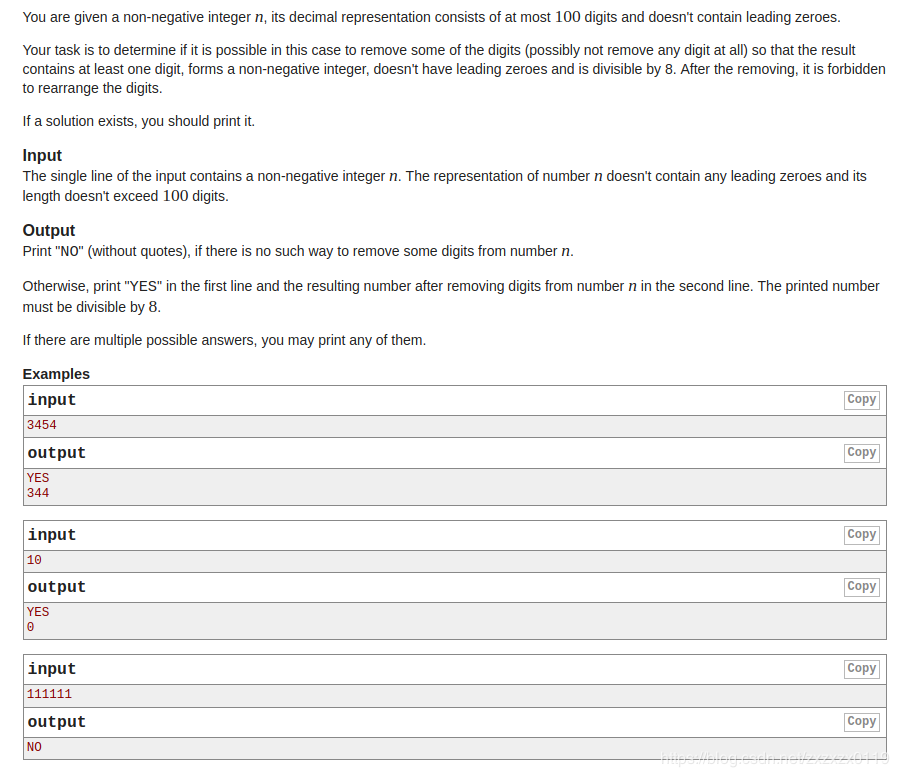 You are given a non-negative integer n, its decimal representation consists of at most 100 digits and doesn't contain leading zeroes.
Your task is to determine if it is possible in this case to remove some of the digits (possibly not remove any digit at all) so that the result
contains at least one digit, forms a non-negative integer, doesn't have leading zeroes and is divisible by 8. After the removing, it is forbidden
to rearrange the digits.
If a solution exists, you should print it.
Input
The single line of the input contains a non-negative integer n. The representation of number n doesn't contain any leading zeroes and its
length doesn't exceed 100 digits.
Output
Print "NO" (without quotes), if there is no such way to remove some digits from number n.
Otherwise, print "YES" in the first line and the resulting number after removing digits from number n in the second line. The printed number
must be divisible by 8.
If there are multiple possible answers, you may print any of them.
Examples
input Copy
3454
output Copy
YES
344
input Copy
10
output Copy
YES
0
input Copy
111111
output Copy
NO